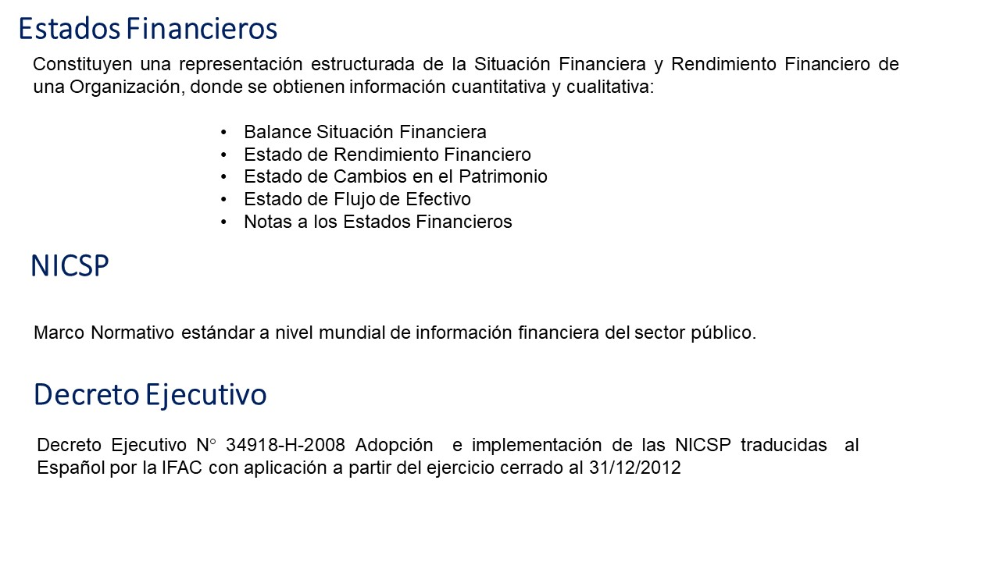 Estados Financieros
Constituyen una representación estructurada de la Situación Financiera y Rendimiento Financiero de
una Organización, donde se obtienen información cuantitativa y cualitativa:
• Balance Situación Financiera
• Estado de Rendimiento Financiero
• Estado de Cambios en el Patrimonio
• Estado de Flujo de Efectivo
• Notas a los Estados Financieros
NICSP
Marco Normativo estándar a nivel mundial de información financiera del sector público.
Decreto Ejecutivo
Decreto Ejecutivo N° 34918-H-2008 Adopción e implementación de las NICSP traducidas al
Español por la IFAC con aplicación a partir del ejercicio cerrado al 31/12/2012